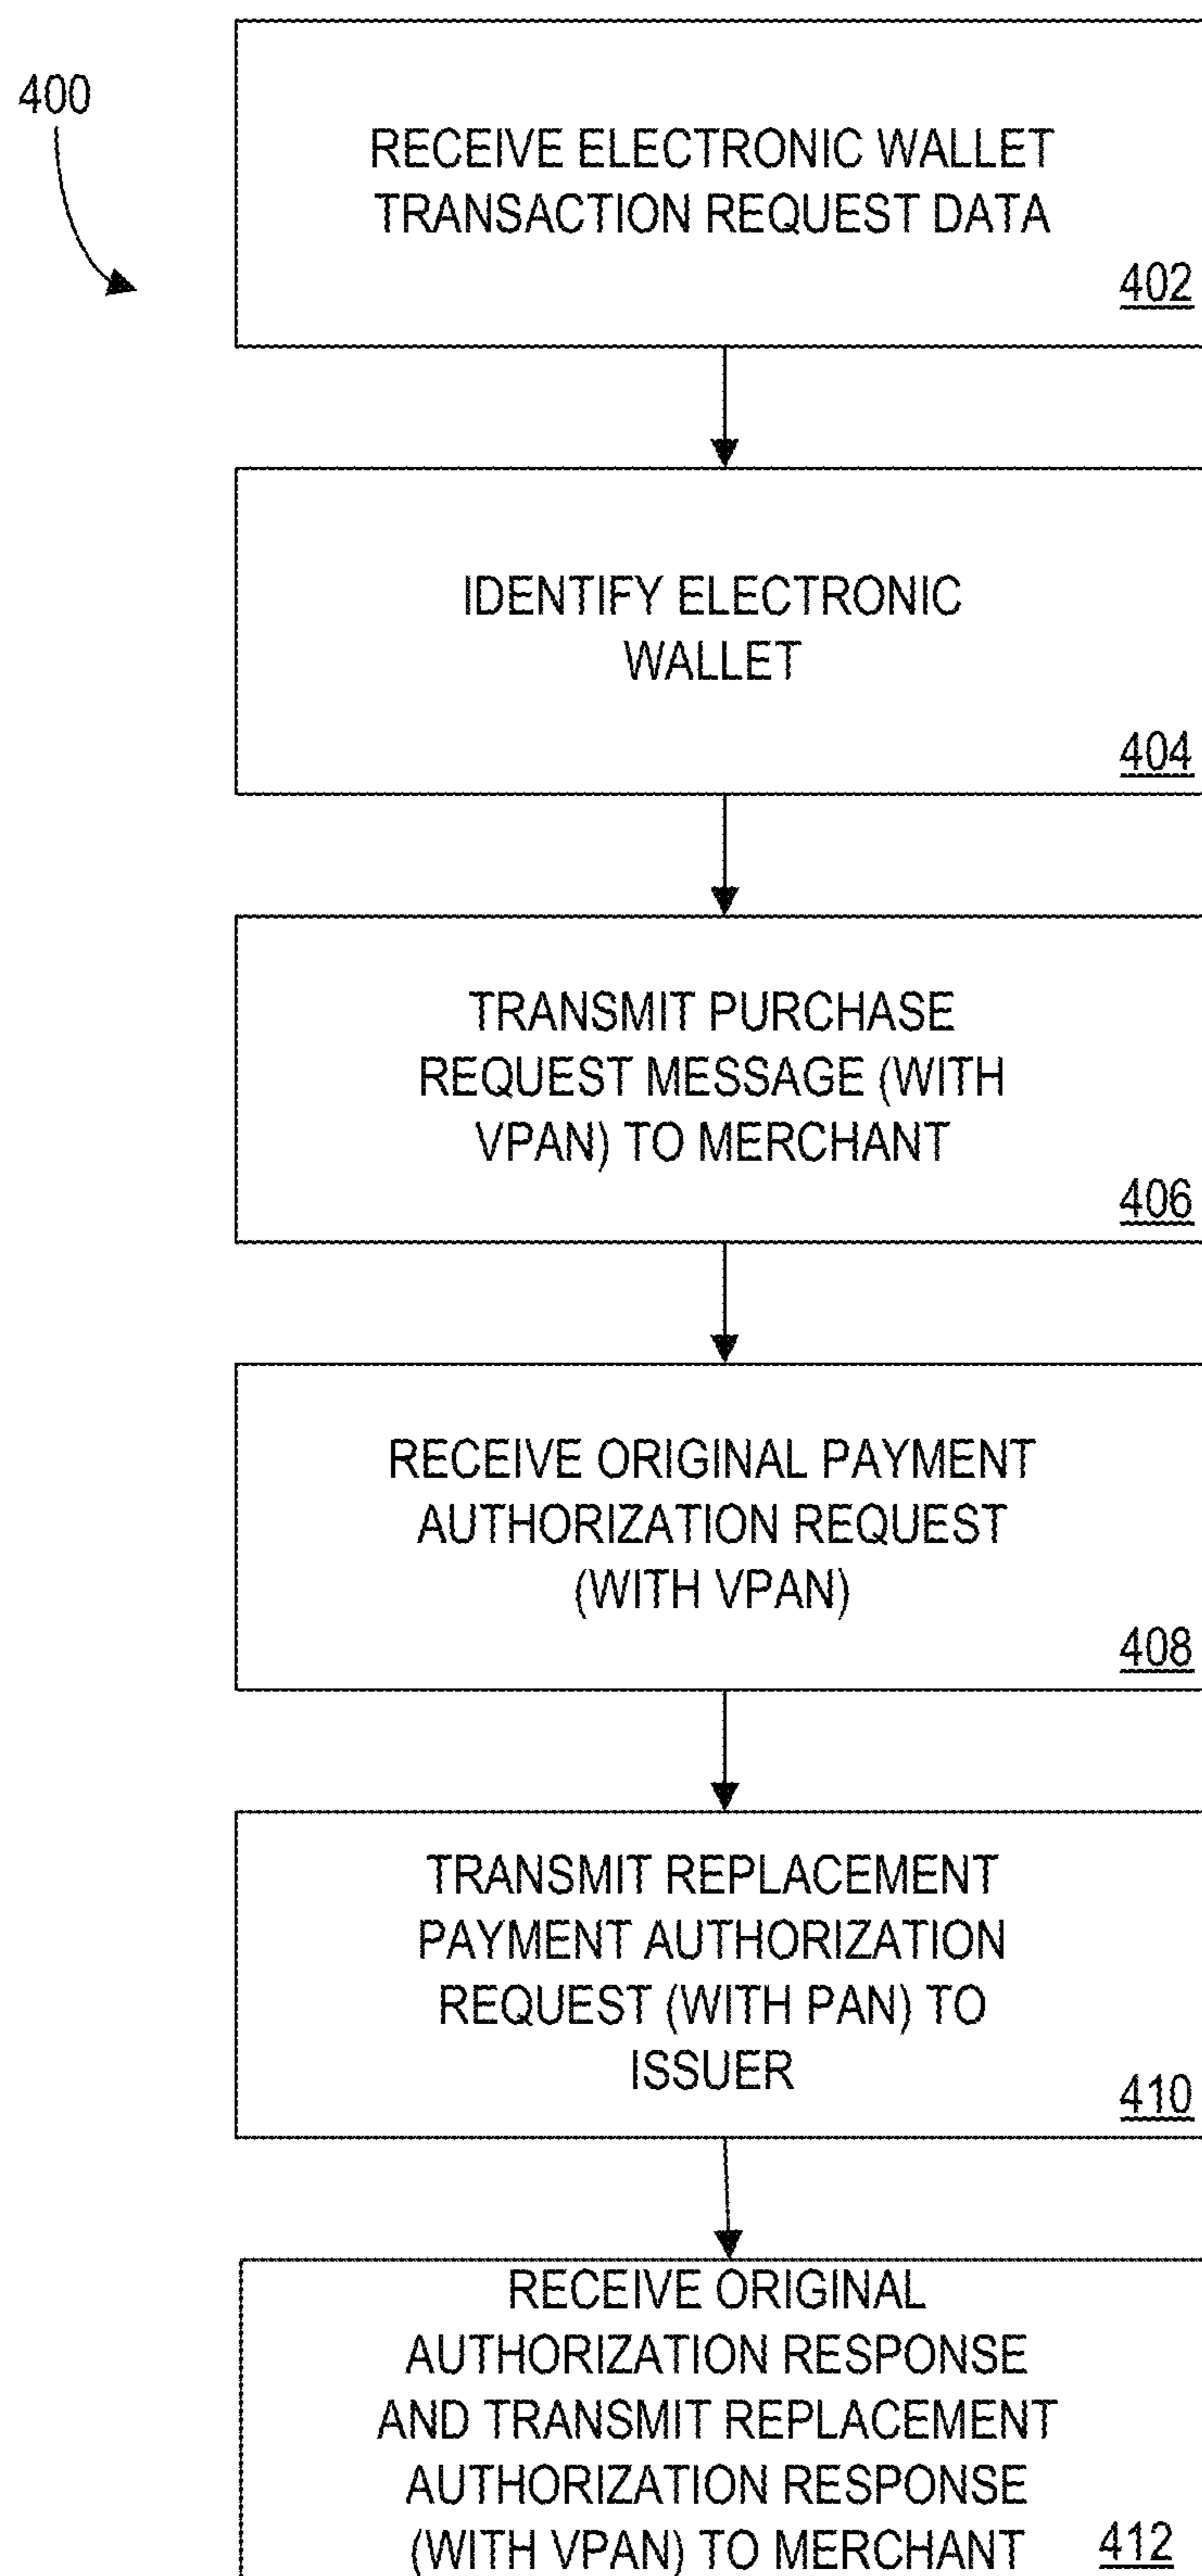 400
RECEIVE ELECTRONIC WALLET
TRANSACTION REQUEST DATA
402
IDENTIFY ELECTRONIC
WALLET
404
TRANSMIT PURCHASE
REQUEST MESSAGE (WITH
VPAN) TO MERCHANT
406
RECEIVE ORIGINAL PAYMENT
AUTHORIZATION REQUEST
(WITH VPAN)
408
TRANSMIT REPLACEMENT
PAYMENT AUTHORIZATION
REQUEST (WITH PAN) TO
ISSUER
410
RECEIVE ORIGINAL
AUTHORIZATION RESPONSE
AND TRANSMIT REPLACEMENT
AUTHORIZATION RESPONSE
(WITH VPAN) TO MERCHANT
412